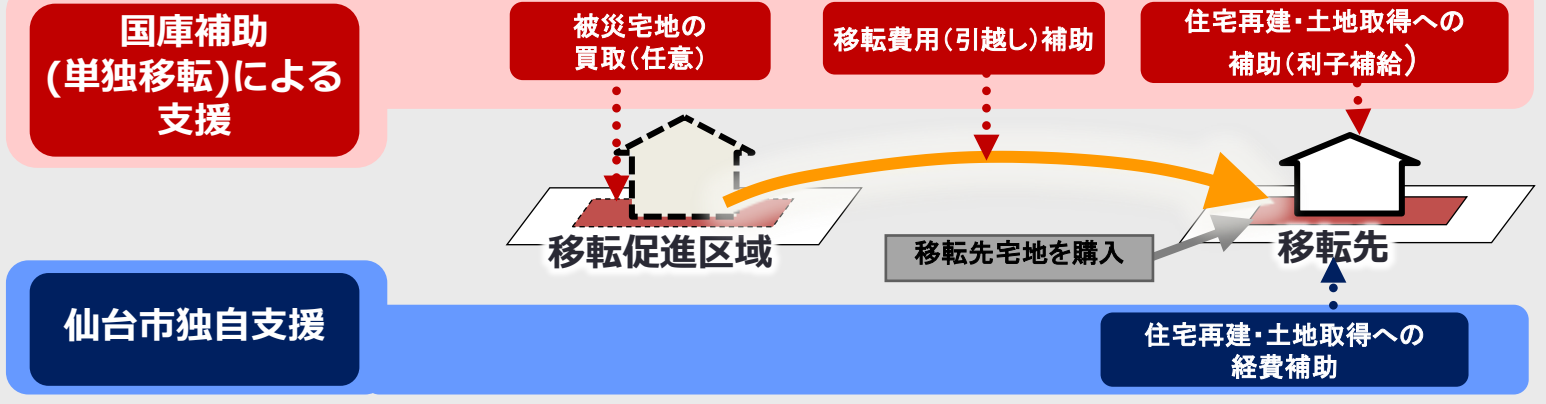 国庫補助
(単独移転)による
支援
被災宅地の
買取（任意）
移転費用（引越し）補助
住宅再建・土地取得への
補助（利子補給）
移転促進区域
移転先宅地を購入
移転先
仙台市独自支援
住宅再建・土地取得への
経費補助